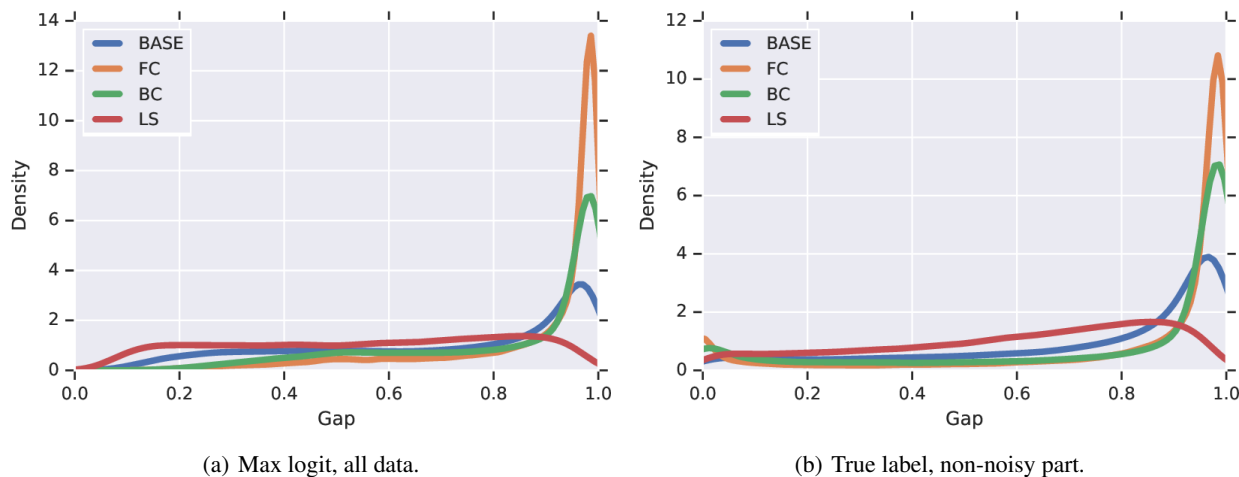 14
12
10
8
6
4
2
0
Density
BASE
FC
BC
LS
0.0 0.2 0.4 0.6 0.8 1.0
Gap
(a) Max logit, all data.
12
10
8
6
4
2
0
Density
BASE
FC
BC
LS
0.0 0.2 0.4 0.6 0.8 1.0
Gap
(b) True label, non-noisy part.